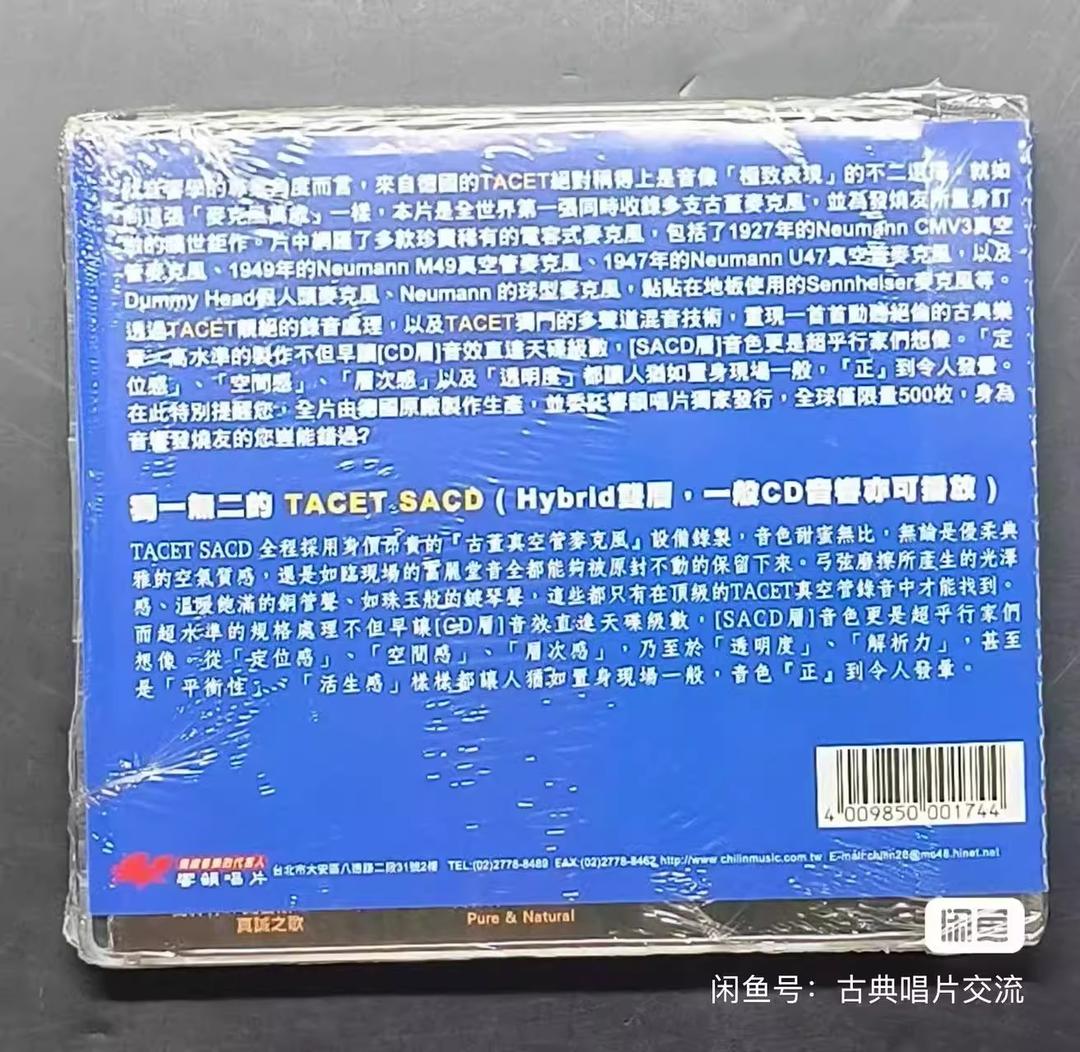 度而言，來自德國的TACET絕對稱得上是音像「極致表現」的不二選擇，就如
同這張「麥克風萬歲」一樣，本片是全世界第一張同時收錄多支古董麥克風，並為發燒友所量身訂
做的曠世鉅作。片中網羅了多款珍貴稀有的電容式麥克風，包括了1927年的Neumann CMV3真空
管麥克風、1949年的Neumann M49真空管麥克風、1947年的Neumann U47真空管麥克風，以及
Dummy Head假人頭麥克風、Neumann 的球型麥克風，黏貼在地板使用的Sennheiser麥克風等。
透過TACET靚絕的錄音處理，以及TACET獨門的多聲道混音技術，重現一首首動聽絕倫的古典樂
章－高水準的製作不但早讓[CD層]音效直達天碟級數，[SACD層]音色更是超乎行家們想像。「定
位感」、「空間感」、「層次感」以及「透明度」都讓人猶如置身現場一般，「正」到令人發暈。
在此特別提醒您，全片由德國原廠製作生產，並委託響韻唱片獨家發行，全球僅限量500枚，身為
音響發燒友的您豈能錯過?
獨一無二的 TACET SACD ( Hybrid雙層，一般CD音響亦可播放 )
TACET SACD 全程採用身價昂貴的『古董真空管麥克風』設備錄製，音色甜蜜無比，無論是優柔典
雅的空氣質感，還是如臨現場的富麗堂音全都能夠被原封不動的保留下來。弓弦磨擦所產生的光澤
感、溫暖飽滿的銅管聲、如珠玉般的鍵琴聲，這些都只有在頂級的TACET真空管錄音中才能找到。
而超水準的規格處理不但早讓[CD層]音效直達天碟級數，[SACD層]音色更是超乎行家們
想像－從「定位感」、「空間感」、「層次感」，乃至於「透明度」、「解析力」，甚至
是「平衡性」、「活生感」樣樣都讓人猶如置身現場一般，音色『正』到令人發暈。
4 009850 001744
台北市大安區八德路二段31號2樓 TEL:(02)2778-8489 FAX:(02)2778-8462 http://www.chilinmusic.com.tw
唱片
真誠之歌
Pure & Natural
闲鱼
闲鱼号：古典唱片交流